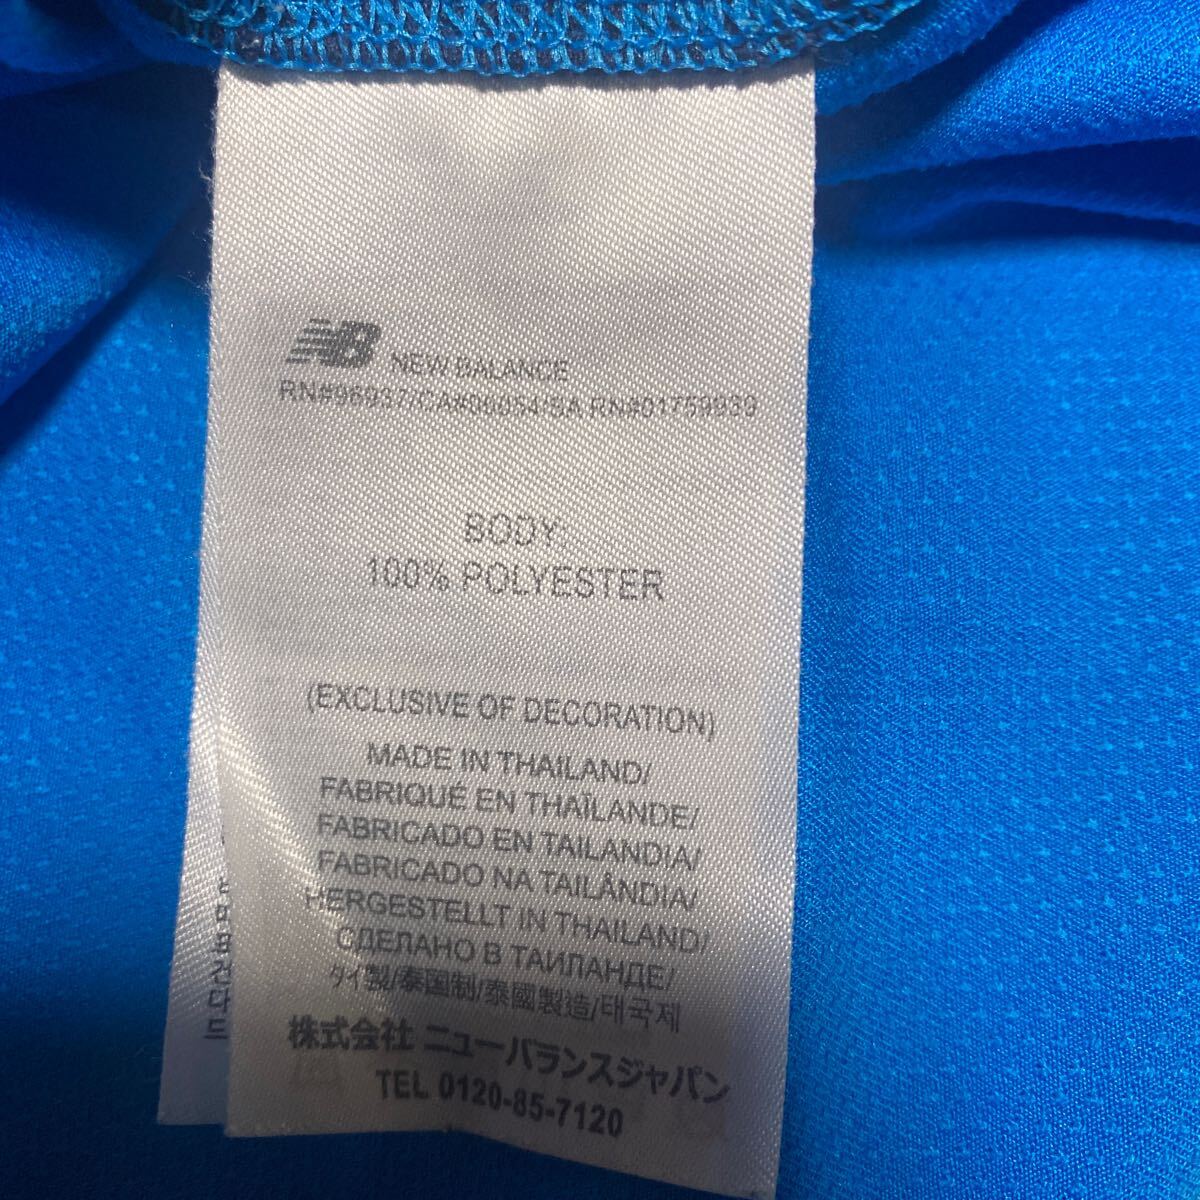 NB NEW BALANCE
RN#96937/CA#06054/SA RN#01759939
BODY:
100% POLYESTER
(EXCLUSIVE OF DECORATION)
MADE IN THAILAND/
FABRIQUÉ EN THAÏLANDE/
FABRICADO EN TAILANDIA/
FABRICADO NA TAILÂNDIA/
HERGESTELLT IN THAILAND/
СДЕЛАНО В ТАИЛАНДЕ/
タイ製/泰国制/泰國製造/태국제
株式会社 ニューバランスジャパン
TEL 0120-85-7120